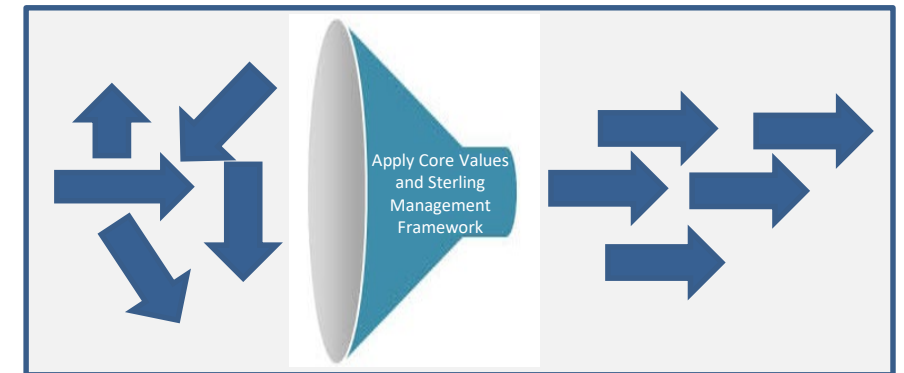 Apply Core Values
and Sterling
Management
Framework